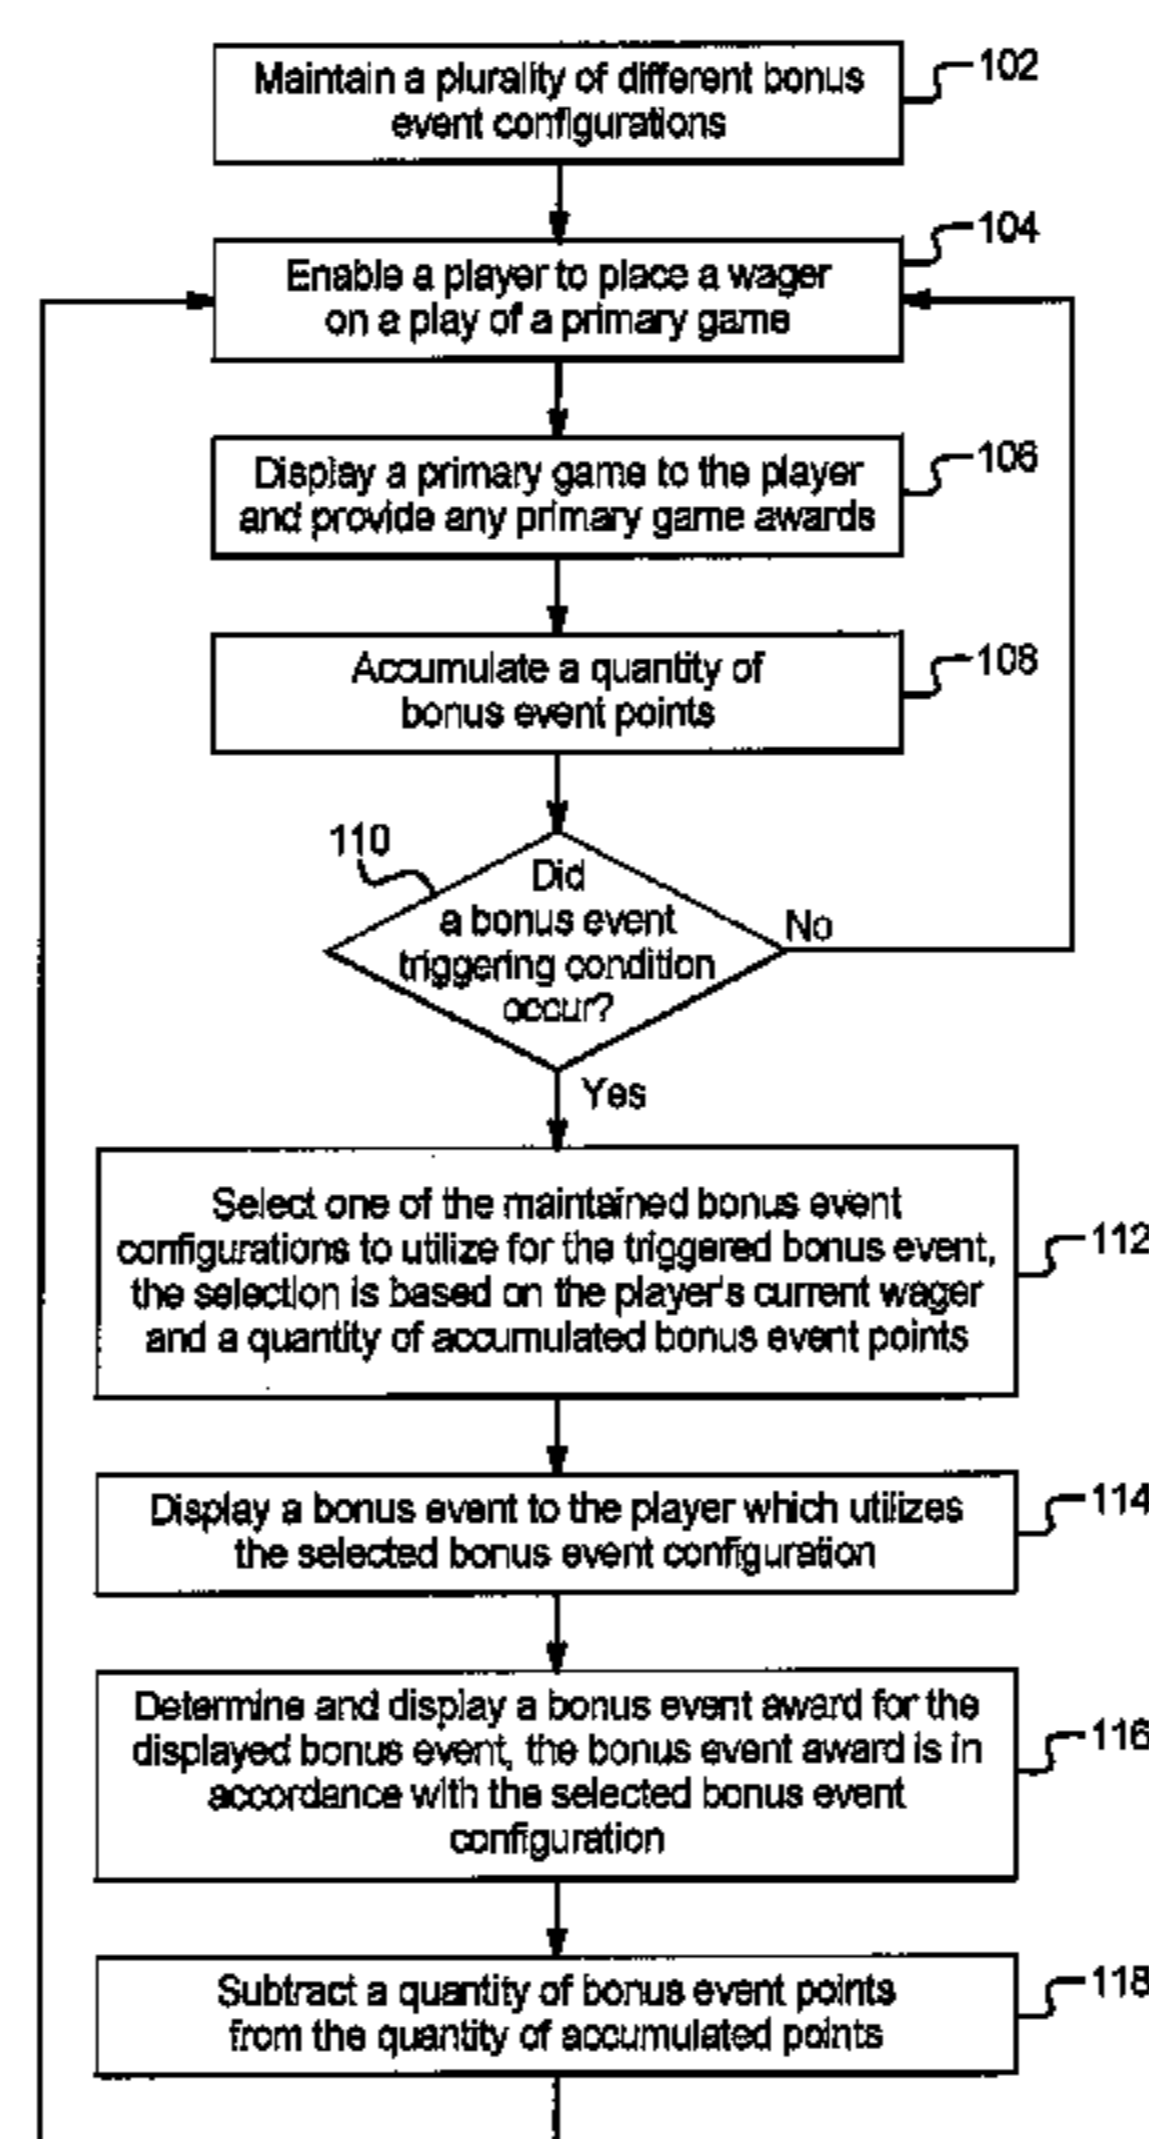 Maintain a plurality of different bonus
event configurations
102
Enable a player to place a wager
on a play of a primary game
104
Display a primary game to the player
and provide any primary game awards
106
Accumulate a quantity of
bonus event points
108
110
Did
a bonus event
triggering condition
occur?
No
Yes
Select one of the maintained bonus event
configurations to utilize for the triggered bonus event,
the selection is based on the player's current wager
and a quantity of accumulated bonus event points
112
Display a bonus event to the player which utilizes
the selected bonus event configuration
114
Determine and display a bonus event award for the
displayed bonus event, the bonus event award is in
accordance with the selected bonus event
configuration
116
Subtract a quantity of bonus event points
from the quantity of accumulated points
118